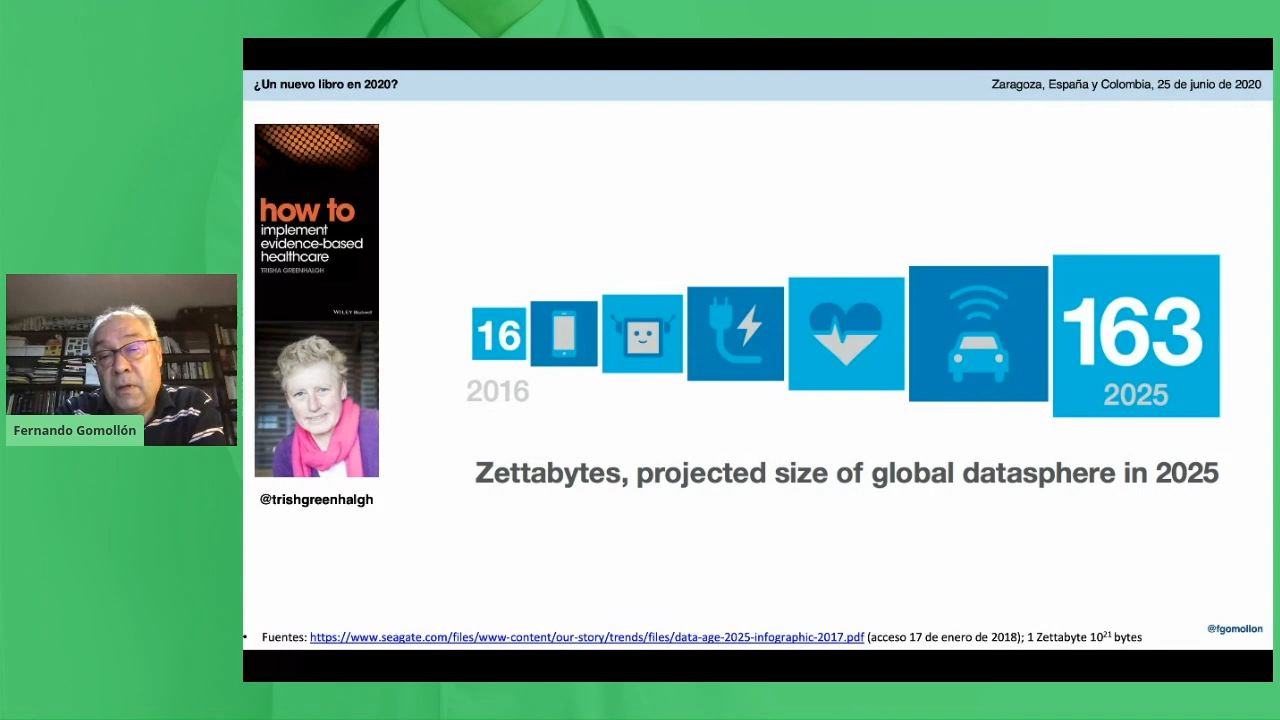 ¿Un nuevo libro en 2020?
Zaragoza, España y Colombia, 25 de junio de 2020
how to
implement
evidence-based
healthcare
TRISHA GREENHALGH
WILEY Blackwell
@trishgreenhalgh
16
2016
163
2025
Zettabytes, projected size of global datasphere in 2025
Fernando Gomollón
• Fuentes: https://www.seagate.com/files/www-content/our-story/trends/files/data-age-2025-infographic-2017.pdf (acceso 17 de enero de 2018); 1 Zettabyte 10²¹ bytes
@fgomollon